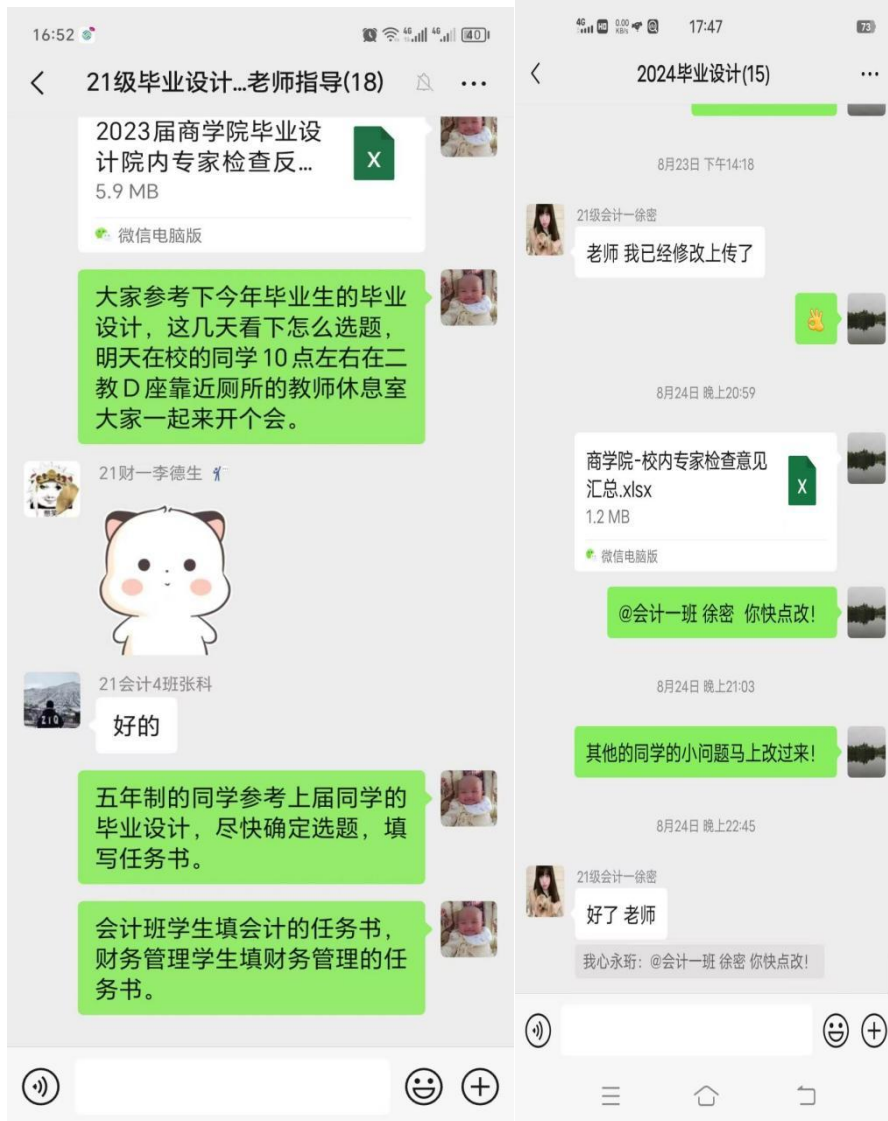 16:52
4G
4G
40
21级毕业设计...老师指导(18)
2023届商学院毕业设
计院内专家检查反...
X
5.9 MB
微信电脑版
大家参考下今年毕业生的毕业
设计，这几天看下怎么选题，
明天在校的同学10点左右在二
教D座靠近厕所的教师休息室
大家一起来开个会。
21财一李德生
21会计4班张科
ZIQ
好的
五年制的同学参考上届同学的
毕业设计，尽快确定选题，填
写任务书。
会计班学生填会计的任务书，
财务管理学生填财务管理的任
务书。
4G
HD
0.00
KB/s
17:47
73
2024毕业设计(15)
8月23日 下午14:18
21级会计一徐密
老师 我已经修改上传了
8月24日 晚上20:59
商学院-校内专家检查意见
汇总.xlsx
X
1.2 MB
微信电脑版
@会计一班 徐密 你快点改!
8月24日 晚上21:03
其他的同学的小问题马上改过来!
8月24日 晚上22:45
21级会计一徐密
好了 老师
我心永珩：@会计一班 徐密 你快点改!